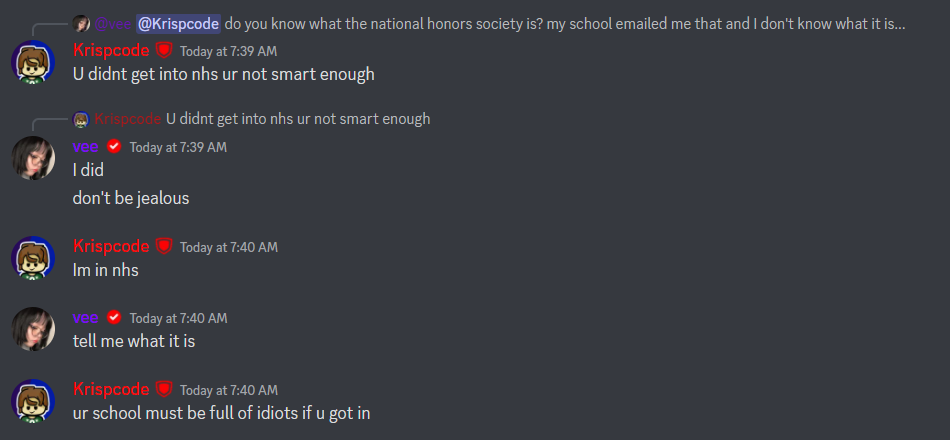 @vee @Krispcode do you know what the national honors society is? my school emailed me that and I don't know what it is...
Krispcode Today at 7:39 AM
U didnt get into nhs ur not smart enough
Krispcode U didnt get into nhs ur not smart enough
vee Today at 7:39 AM
I did
don't be jealous
Krispcode Today at 7:40 AM
Im in nhs
vee Today at 7:40 AM
tell me what it is
Krispcode Today at 7:40 AM
ur school must be full of idiots if u got in